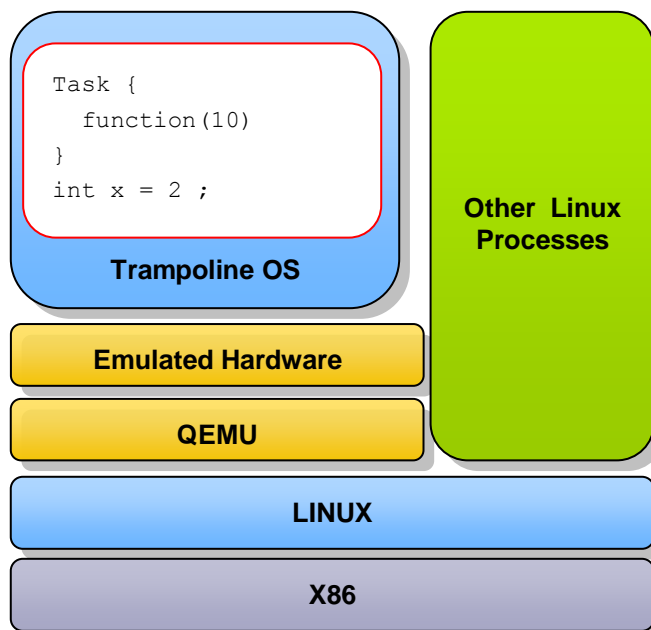 Task {
function(10)
}
int x = 2 ;
Trampoline OS
Other Linux
Processes
Emulated Hardware
QEMU
LINUX
X86